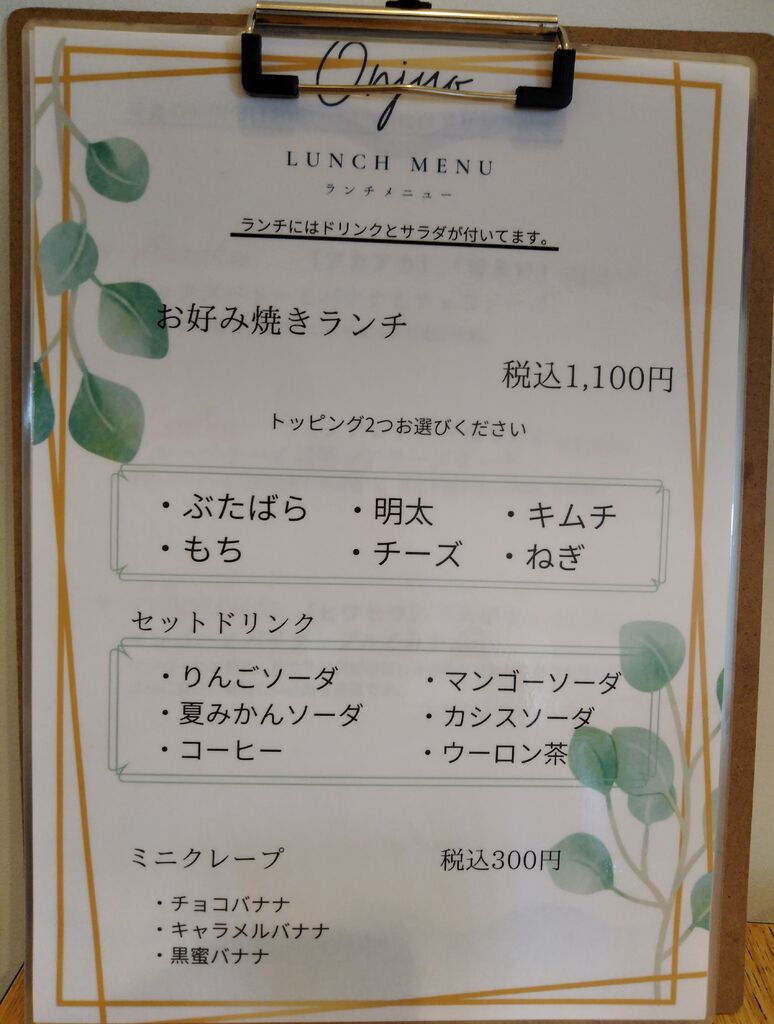 LUNCH MENU
ランチメニュー
ランチにはドリンクとサラダが付いてます。
お好み焼きランチ
税込1,100円
トッピング2つお選びください
・ぶたばら ・明太 ・キムチ
・もち ・チーズ ・ねぎ
セットドリンク
・りんごソーダ ・マンゴーソーダ
・夏みかんソーダ ・カシスソーダ
・コーヒー ・ウーロン茶
ミニクレープ 税込300円
・チョコバナナ
・キャラメルバナナ
・黒蜜バナナ